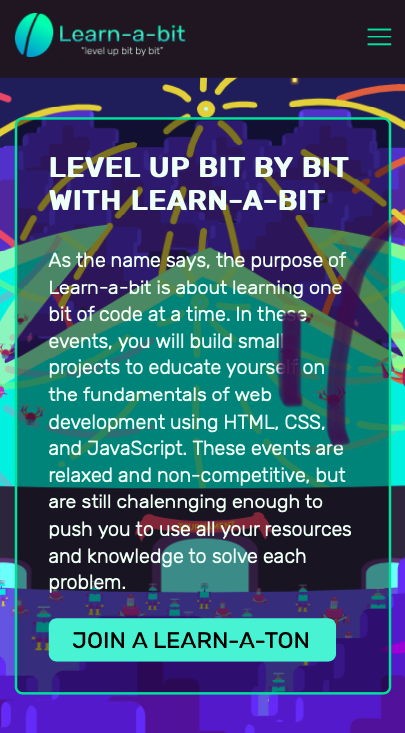 Learn-a-bit
"level up bit by bit"
LEVEL UP BIT BY BIT
WITH LEARN-A-BIT
As the name says, the purpose of
Learn-a-bit is about learning one
bit of code at a time. In these
events, you will build small
projects to educate yourself on
the fundamentals of web
development using HTML, CSS,
and JavaScript. These events are
relaxed and non-competitive, but
are still chalennging enough to
push you to use all your resources
and knowledge to solve each
problem.
JOIN A LEARN-A-TON